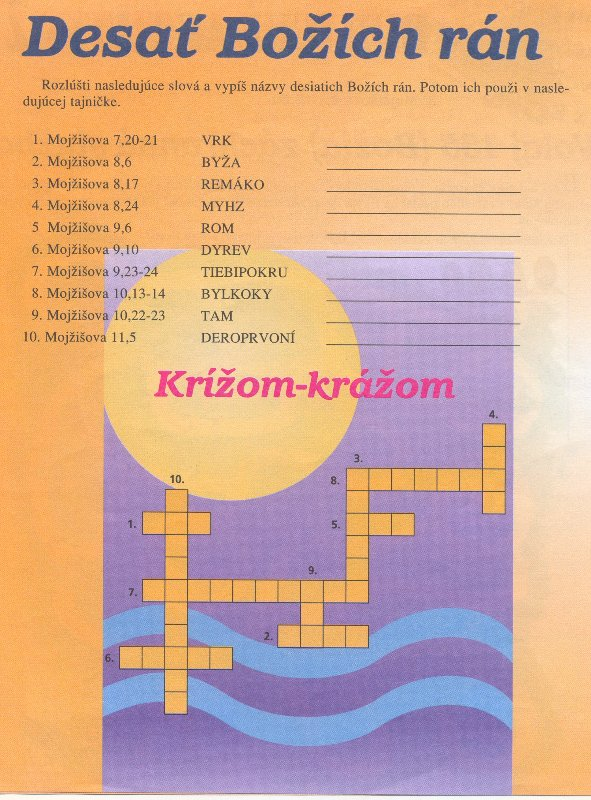 Desať Božích rán
Rozlúšti nasledujúce slová a vypíš názvy desiatich Božích rán. Potom ich použi v nasle-
dujúcej tajničke.
1. Mojžišova 7,20-21 VRK
2. Mojžišova 8,6 BYŽA
3. Mojžišova 8,17 REMÁKO
4. Mojžišova 8,24 MYHZ
5 Mojžišova 9,6 ROM
6. Mojžišova 9,10 DYREV
7. Mojžišova 9,23-24 TIEBIPOKRU
8. Mojžišova 10,13-14 BYLKOKY
9. Mojžišova 10,22-23 TAM
10. Mojžišova 11,5 DEROPRVONÍ
Krížom-krážom
4.
3.
8.
10.
1.
5.
9.
7.
2.
6.